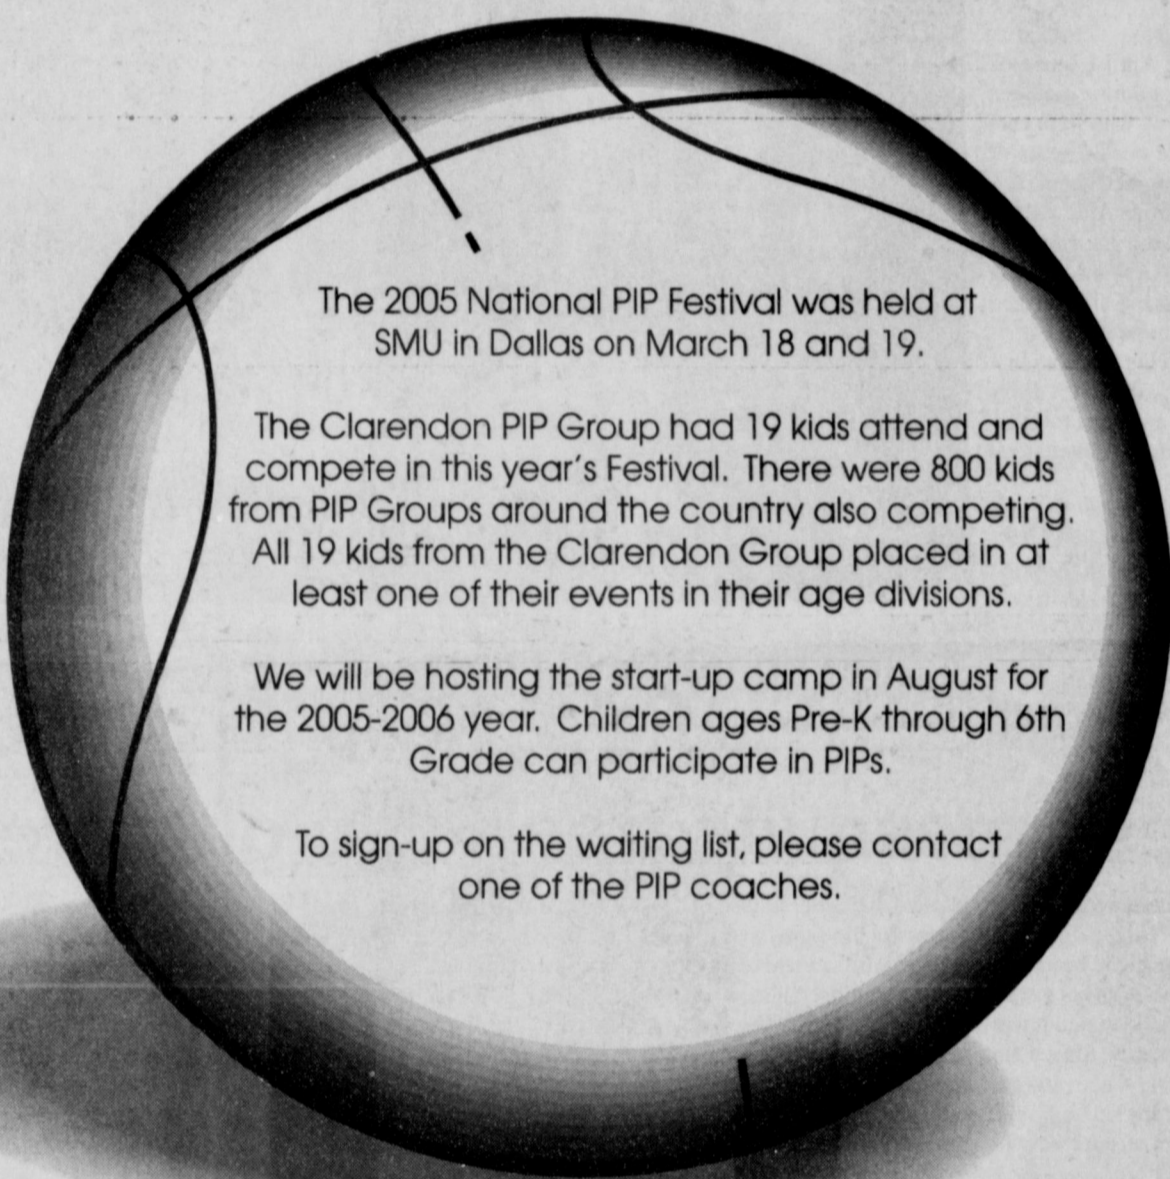 The 2005 National PIP Festival was held at
SMU in Dallas on March 18 and 19.
The Clarendon PIP Group had 19 kids attend and
compete in this year's Festival. There were 800 kids
from PIP Groups around the country also competing.
All 19 kids from the Clarendon Group placed in at
least one of their events in their age divisions.
We will be hosting the start-up camp in August for
the 2005-2006 year. Children ages Pre-K through 6th
Grade can participate in PIPs.
To sign-up on the waiting list, please contact
one of the PIP coaches.